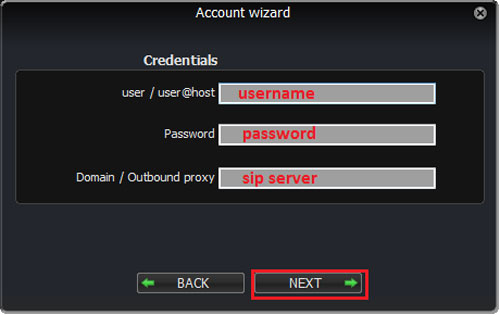 Account wizard
Credentials
user / user@host username
Password password
Domain / Outbound proxy sip server
BACK NEXT